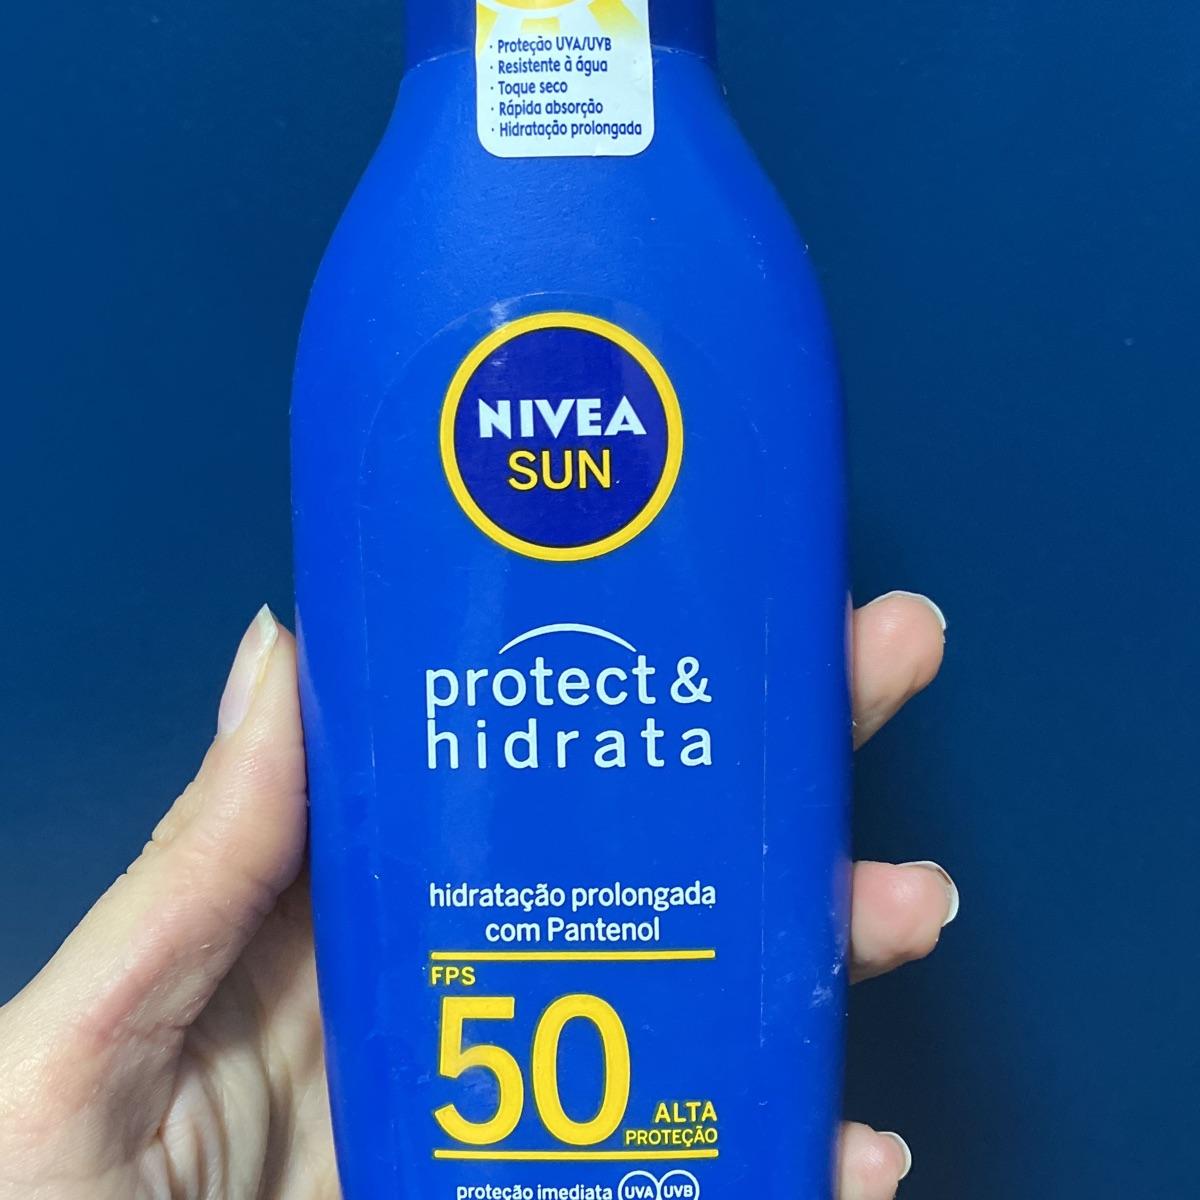 · Proteção UVA/UVB
· Resistente à água
· Toque seco
· Rápida absorção
· Hidratação prolongada
NIVEA
SUN
protect &
hidrata
hidratação prolongada
com Pantenol
FPS
50
ALTA
PROTEÇÃO
proteção imediata UVA UVB